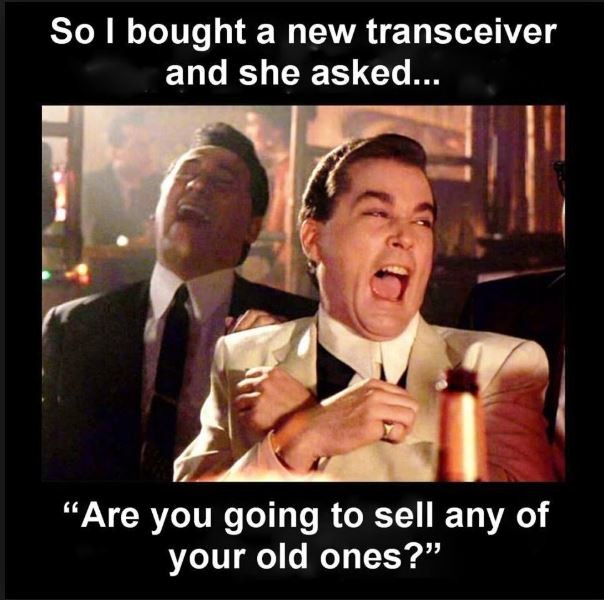 So I bought a new transceiver
and she asked...
“Are you going to sell any of
your old ones?”